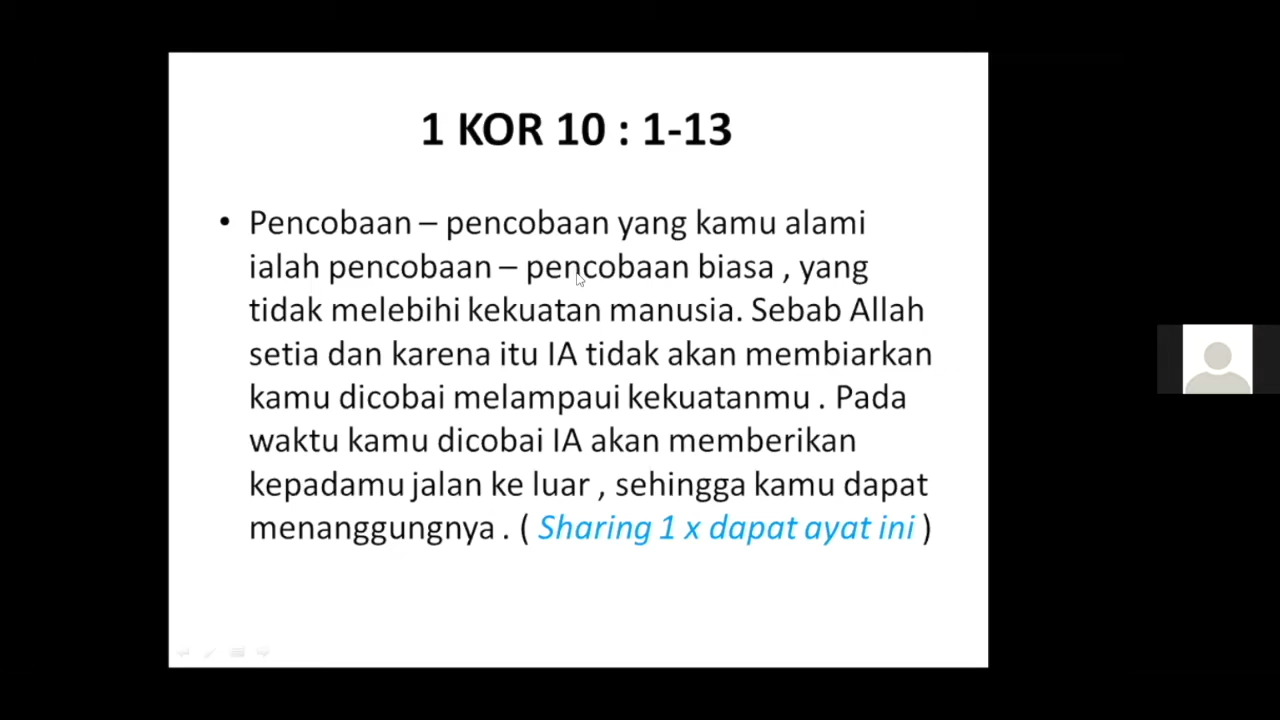 1 KOR 10 : 1-13
• Pencobaan – pencobaan yang kamu alami
ialah pencobaan – pencobaan biasa , yang
tidak melebihi kekuatan manusia. Sebab Allah
setia dan karena itu IA tidak akan membiarkan
kamu dicobai melampaui kekuatanmu . Pada
waktu kamu dicobai IA akan memberikan
kepadamu jalan ke luar , sehingga kamu dapat
menanggungnya . ( Sharing 1 x dapat ayat ini )